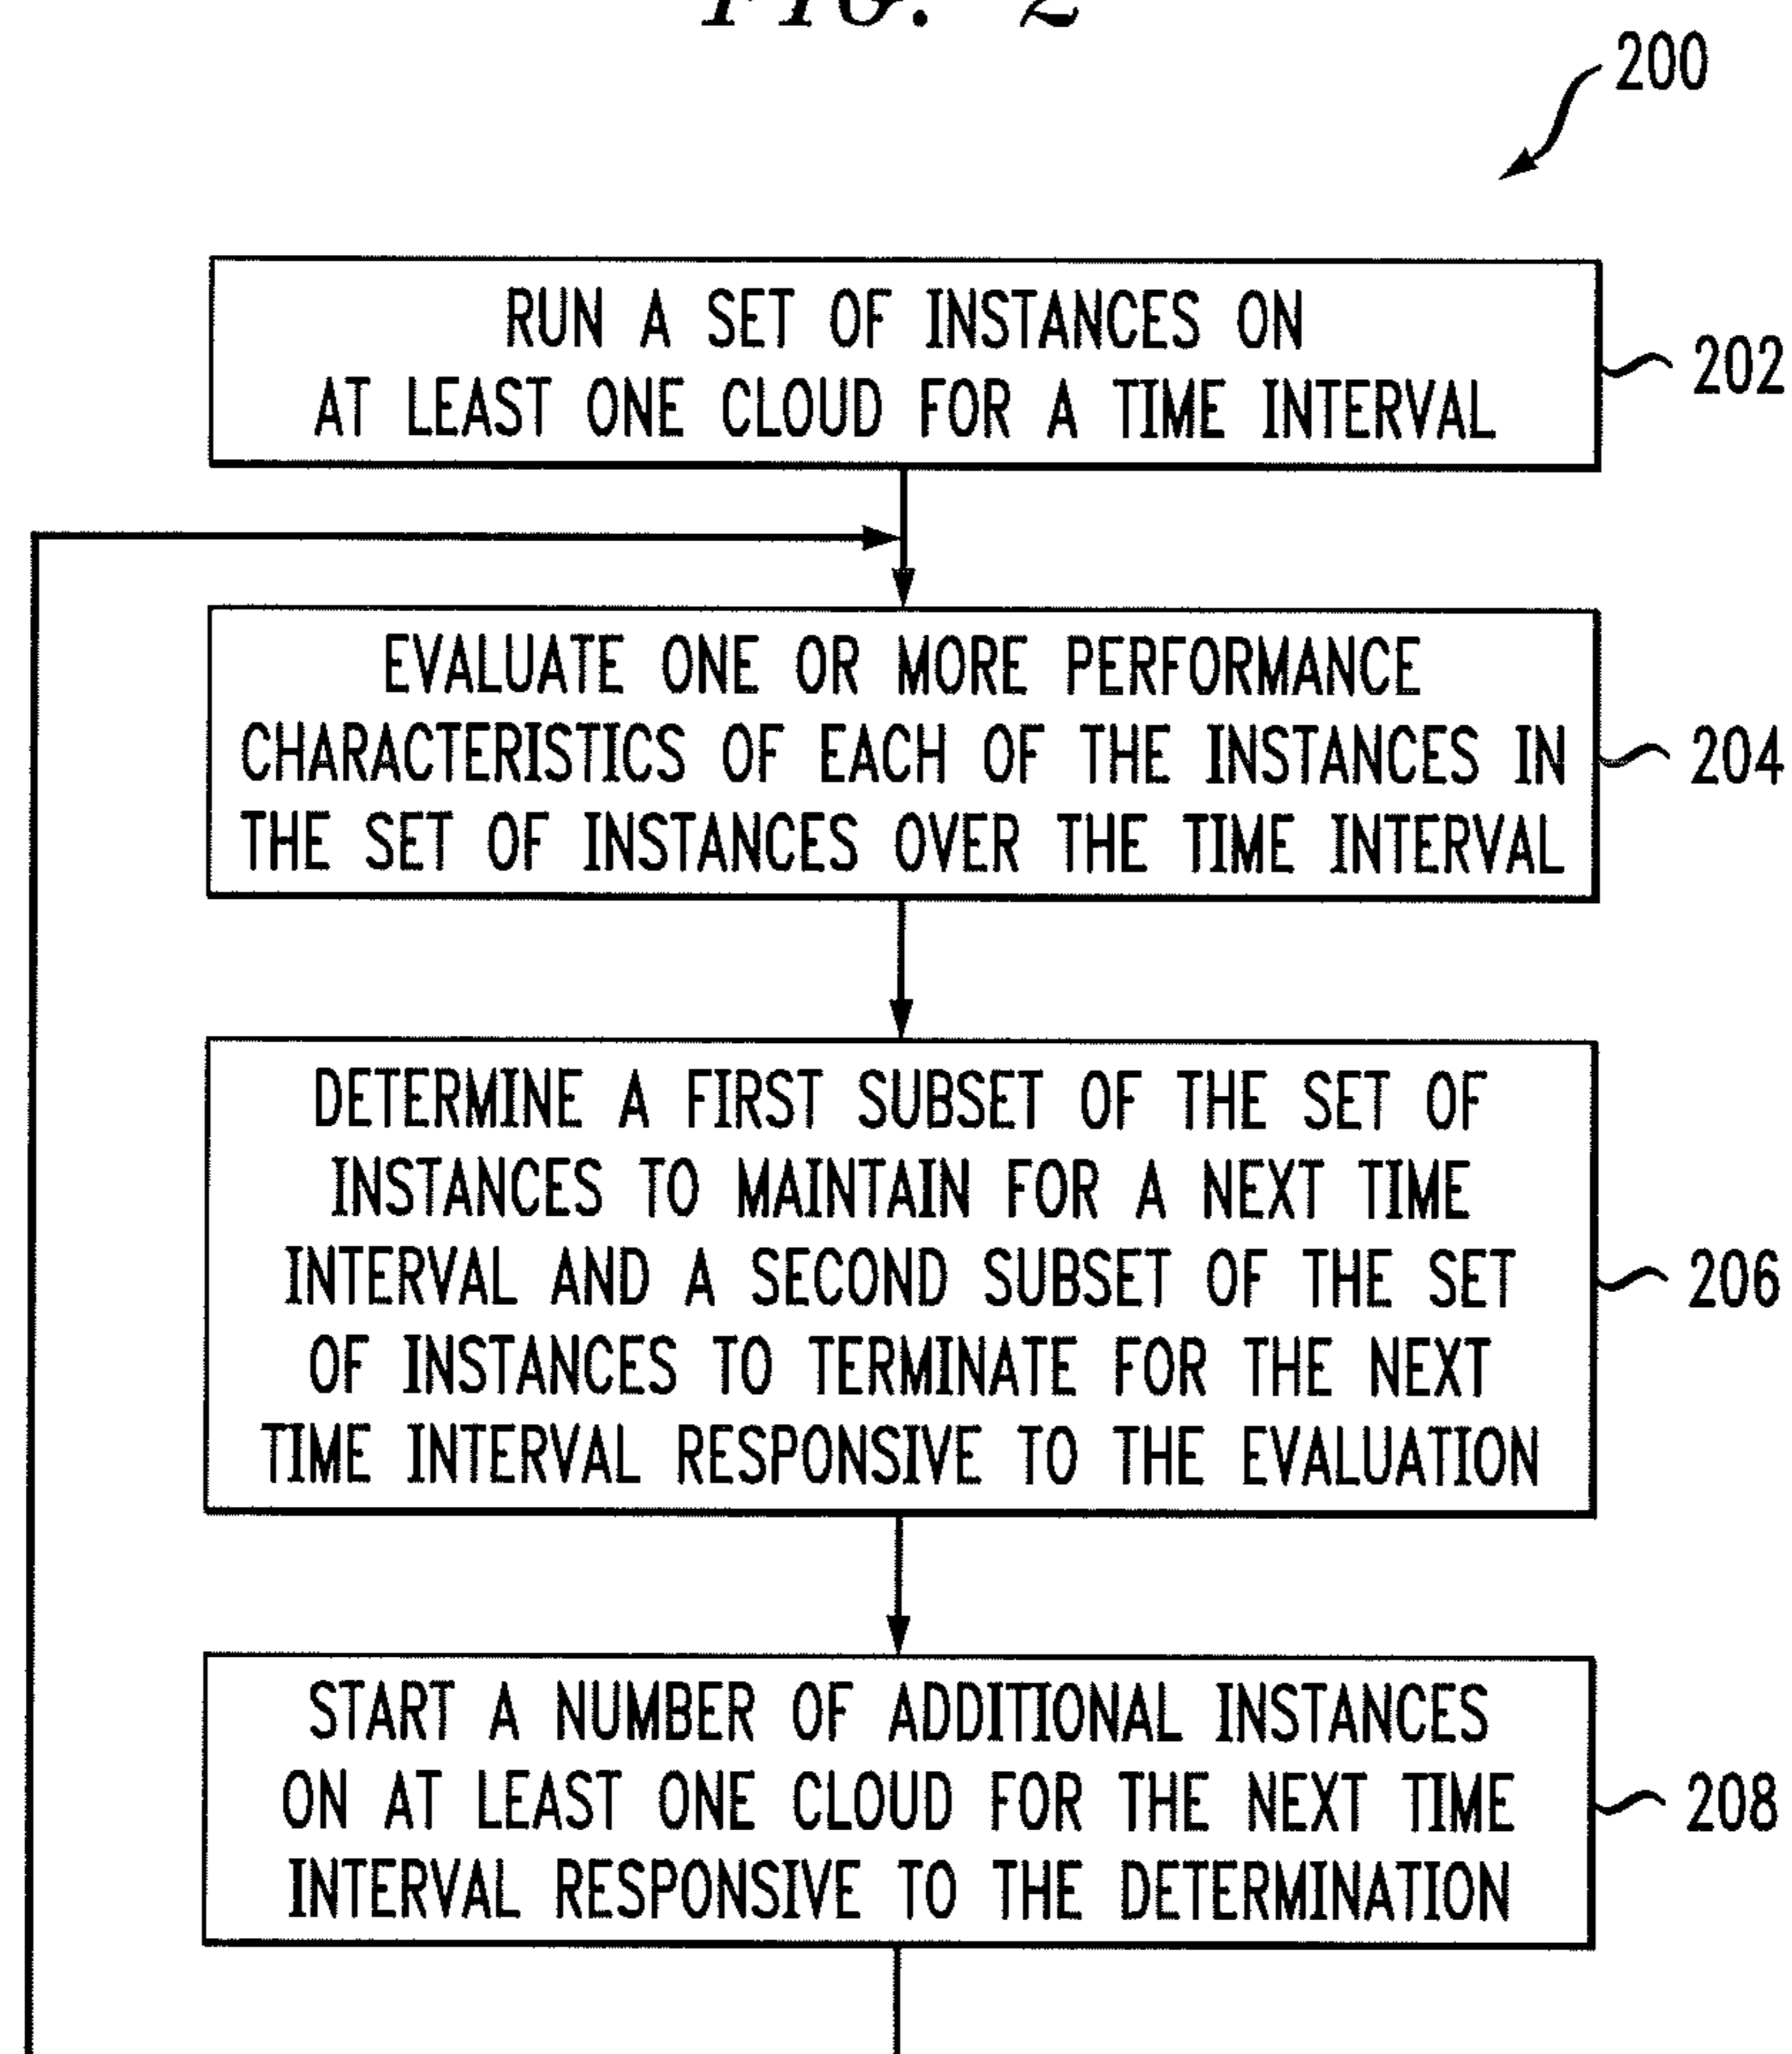 FIG. 2
200
RUN A SET OF INSTANCES ON
AT LEAST ONE CLOUD FOR A TIME INTERVAL
202
EVALUATE ONE OR MORE PERFORMANCE
CHARACTERISTICS OF EACH OF THE INSTANCES IN
THE SET OF INSTANCES OVER THE TIME INTERVAL
204
DETERMINE A FIRST SUBSET OF THE SET OF
INSTANCES TO MAINTAIN FOR A NEXT TIME
INTERVAL AND A SECOND SUBSET OF THE SET
OF INSTANCES TO TERMINATE FOR THE NEXT
TIME INTERVAL RESPONSIVE TO THE EVALUATION
206
START A NUMBER OF ADDITIONAL INSTANCES
ON AT LEAST ONE CLOUD FOR THE NEXT TIME
INTERVAL RESPONSIVE TO THE DETERMINATION
208